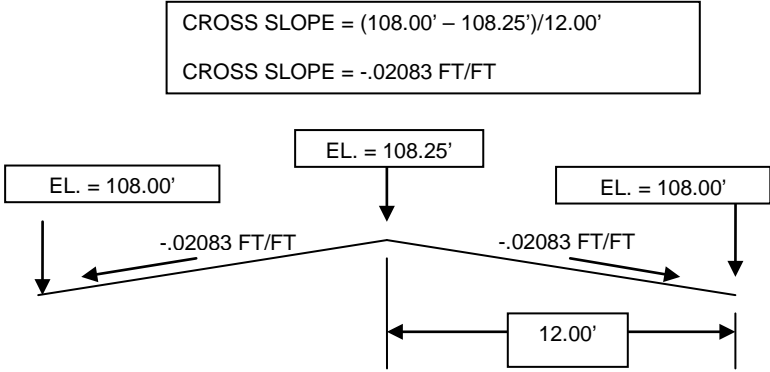 CROSS SLOPE = (108.00’ – 108.25’)/12.00’
CROSS SLOPE = -.02083 FT/FT
EL. = 108.25’
EL. = 108.00’
EL. = 108.00’
-.02083 FT/FT
-.02083 FT/FT
12.00’